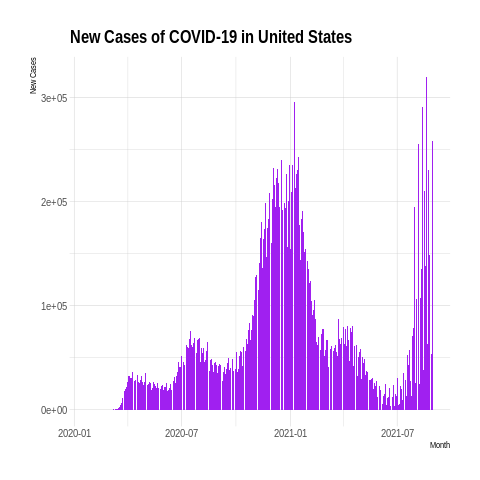 New Cases of COVID-19 in United States
New Cases
3e+05
2e+05
1e+05
0e+00
2020-01 2020-07 2021-01 2021-07
Month